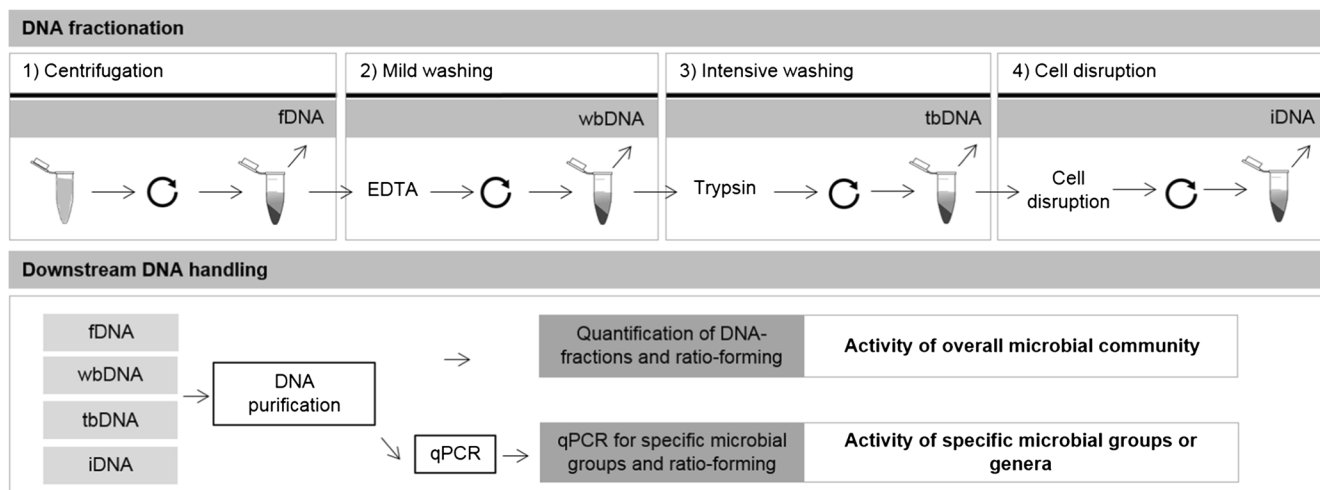 DNA fractionation
1) Centrifugation
2) Mild washing
3) Intensive washing
4) Cell disruption
fDNA
wbDNA
tbDNA
iDNA
EDTA
Trypsin
Cell
disruption
Downstream DNA handling
fDNA
wbDNA
tbDNA
iDNA
DNA
purification
Quantification of DNA-
fractions and ratio-forming
Activity of overall microbial community
qPCR
qPCR for specific microbial
groups and ratio-forming
Activity of specific microbial groups or
genera